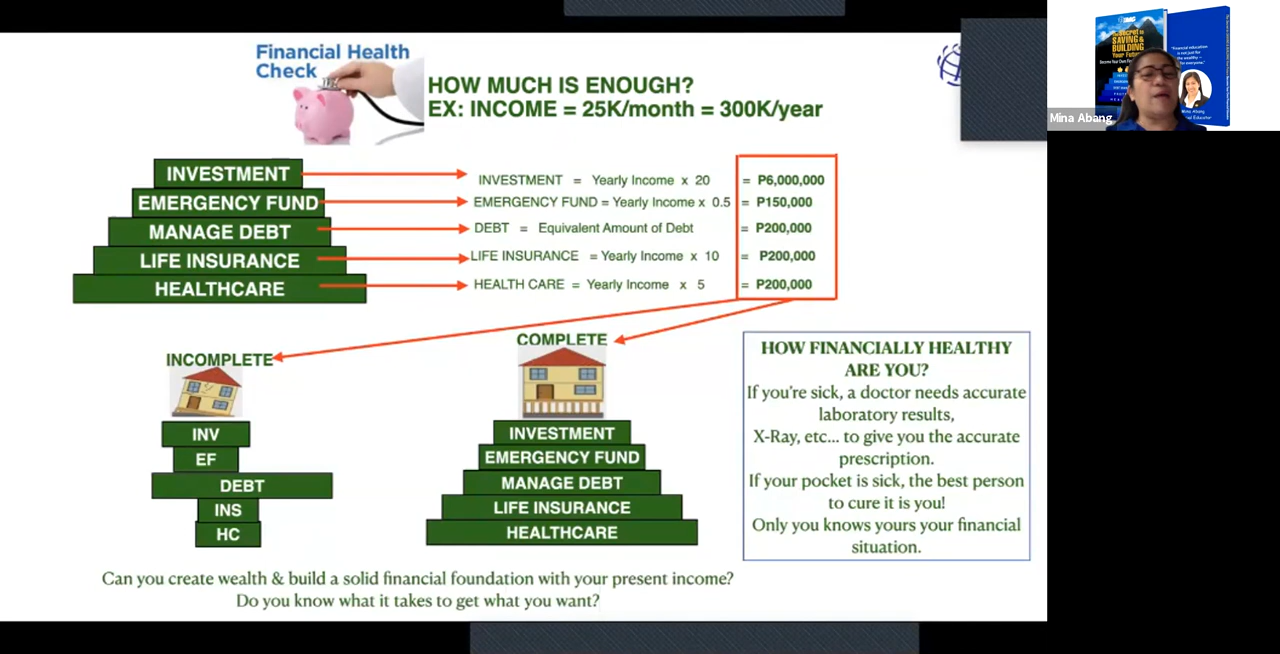 Financial Health
Check
HOW MUCH IS ENOUGH?
EX: INCOME = 25K/month = 300K/year
INVESTMENT
EMERGENCY FUND
MANAGE DEBT
LIFE INSURANCE
HEALTHCARE
INVESTMENT = Yearly Income x 20 = P6,000,000
EMERGENCY FUND = Yearly Income x 0.5 = P150,000
DEBT = Equivalent Amount of Debt = P200,000
LIFE INSURANCE = Yearly Income x 10 = P200,000
HEALTH CARE = Yearly Income x 5 = P200,000
INCOMPLETE
INV
EF
DEBT
INS
HC
COMPLETE
INVESTMENT
EMERGENCY FUND
MANAGE DEBT
LIFE INSURANCE
HEALTHCARE
HOW FINANCIALLY HEALTHY
ARE YOU?
If you're sick, a doctor needs accurate
laboratory results,
X-Ray, etc... to give you the accurate
prescription.
If your pocket is sick, the best person
to cure it is you!
Only you knows yours your financial
situation.
Can you create wealth & build a solid financial foundation with your present income?
Do you know what it takes to get what you want?
IMG
SAVING &
BUILDING
Your Future
Mina Abang
Mina Abang